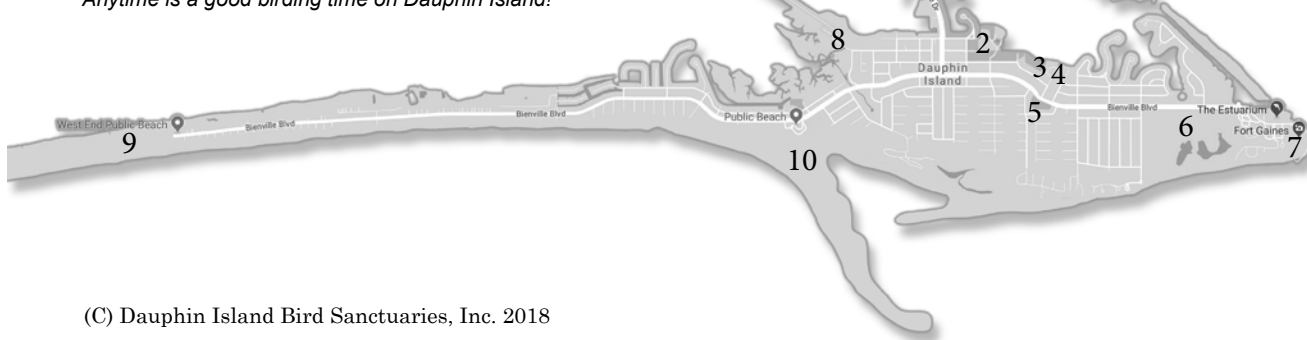 Anytime is a good birding time on Dauphin Island!
8
2
Dauphin
Island
3
4
Bienville Blvd
The Estuarium
5
6
Fort Gaines
7
Bienville Blvd
Public Beach
West End Public Beach
Bienville Blvd
9
10
(C) Dauphin Island Bird Sanctuaries, Inc. 2018